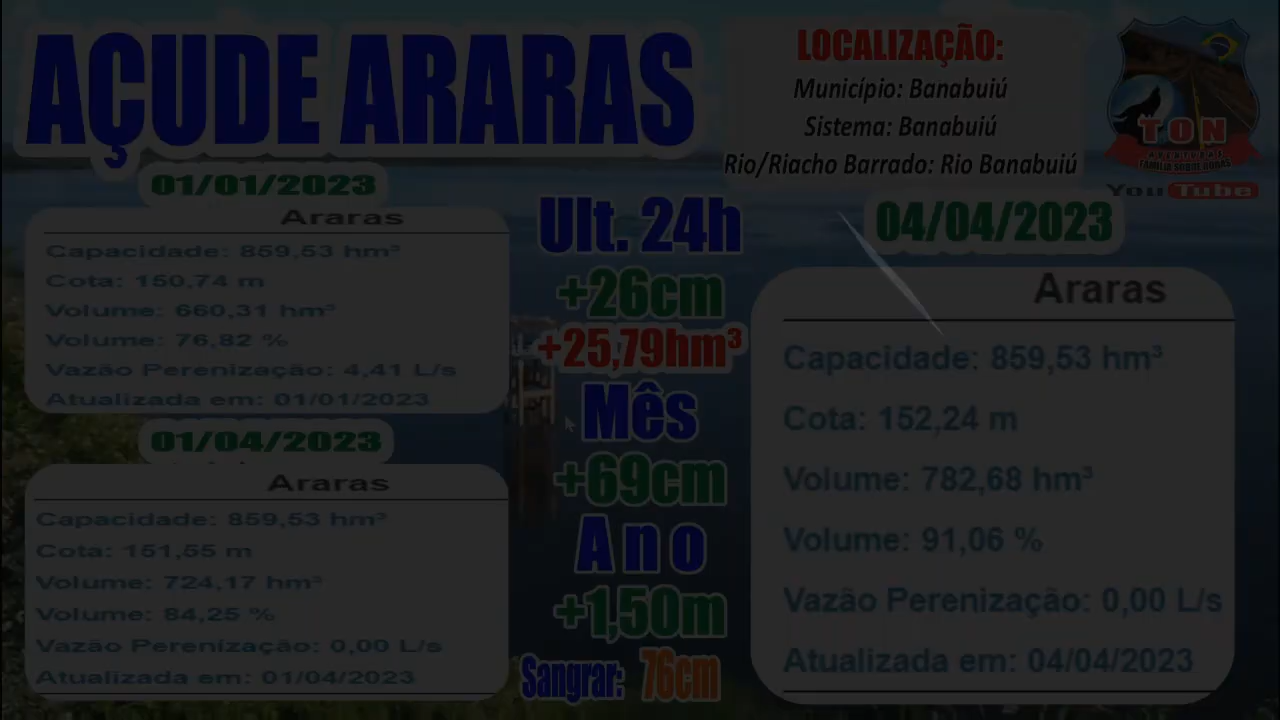 AÇUDE ARARAS
LOCALIZAÇÃO:
Município: Banabuiú
Sistema: Banabuiú
Rio/Riacho Barrado: Rio Banabuiú
TON
AVENTURAS
FAMÍLIA SOBRE RODAS
YouTube
01/01/2023
Araras
Capacidade: 859,53 hm³
Cota: 150,74 m
Volume: 660,31 hm³
Volume: 76,82 %
Vazão Perenização: 4,41 L/s
Atualizada em: 01/01/2023
01/04/2023
Araras
Capacidade: 859,53 hm³
Cota: 151,55 m
Volume: 724,17 hm³
Volume: 84,25 %
Vazão Perenização: 0,00 L/s
Atualizada em: 01/04/2023
Ult. 24h
+26cm
+25,79hm³
Mês
+69cm
Ano
+1,50m
Sangrar: 76cm
04/04/2023
Araras
Capacidade: 859,53 hm³
Cota: 152,24 m
Volume: 782,68 hm³
Volume: 91,06 %
Vazão Perenização: 0,00 L/s
Atualizada em: 04/04/2023